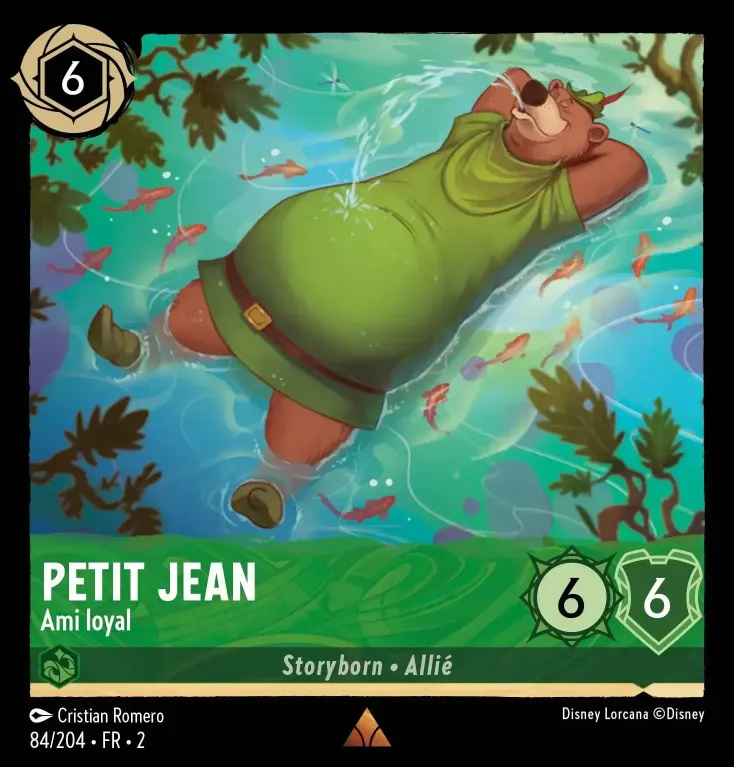 6
PETIT JEAN
Ami loyal
6
6
Storyborn • Allié
Cristian Romero
Disney Lorcana ©Disney
84/204 • FR • 2